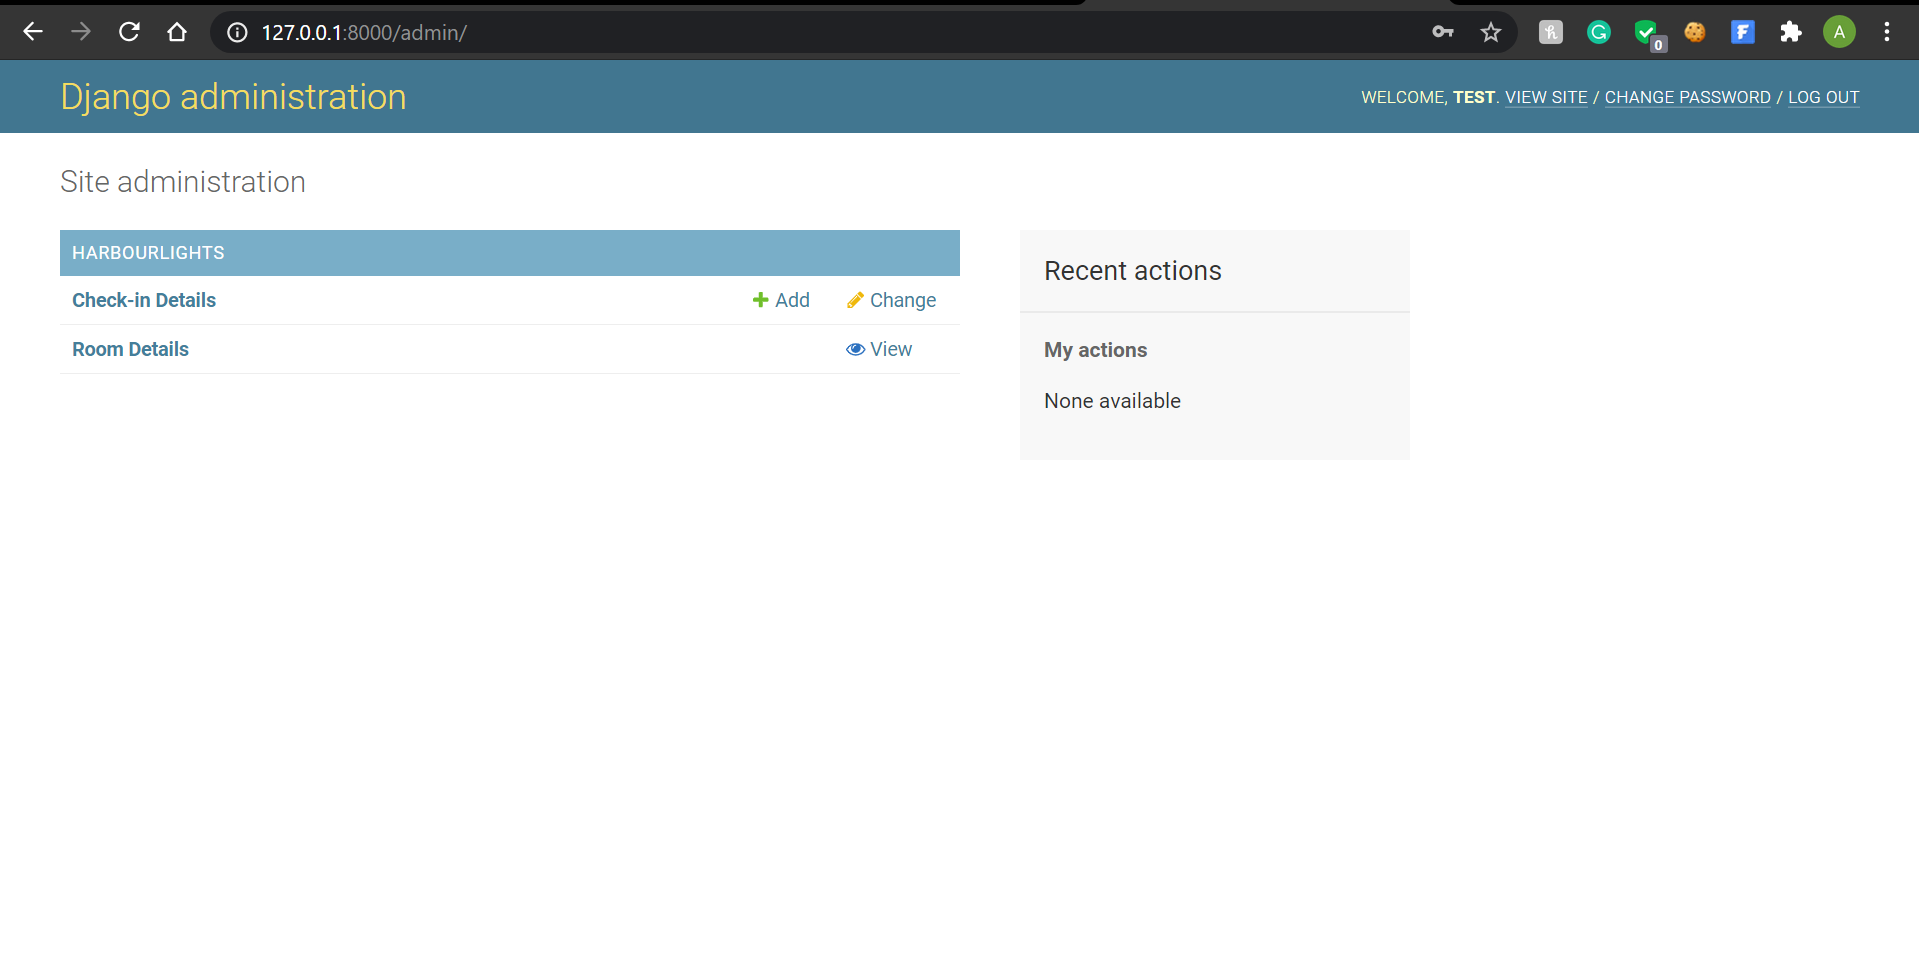 127.0.0.1:8000/admin/
0
A
Django administration
WELCOME, TEST. VIEW SITE / CHANGE PASSWORD / LOG OUT
Site administration
HARBOURLIGHTS
Check-in Details Add Change
Room Details View
Recent actions
My actions
None available